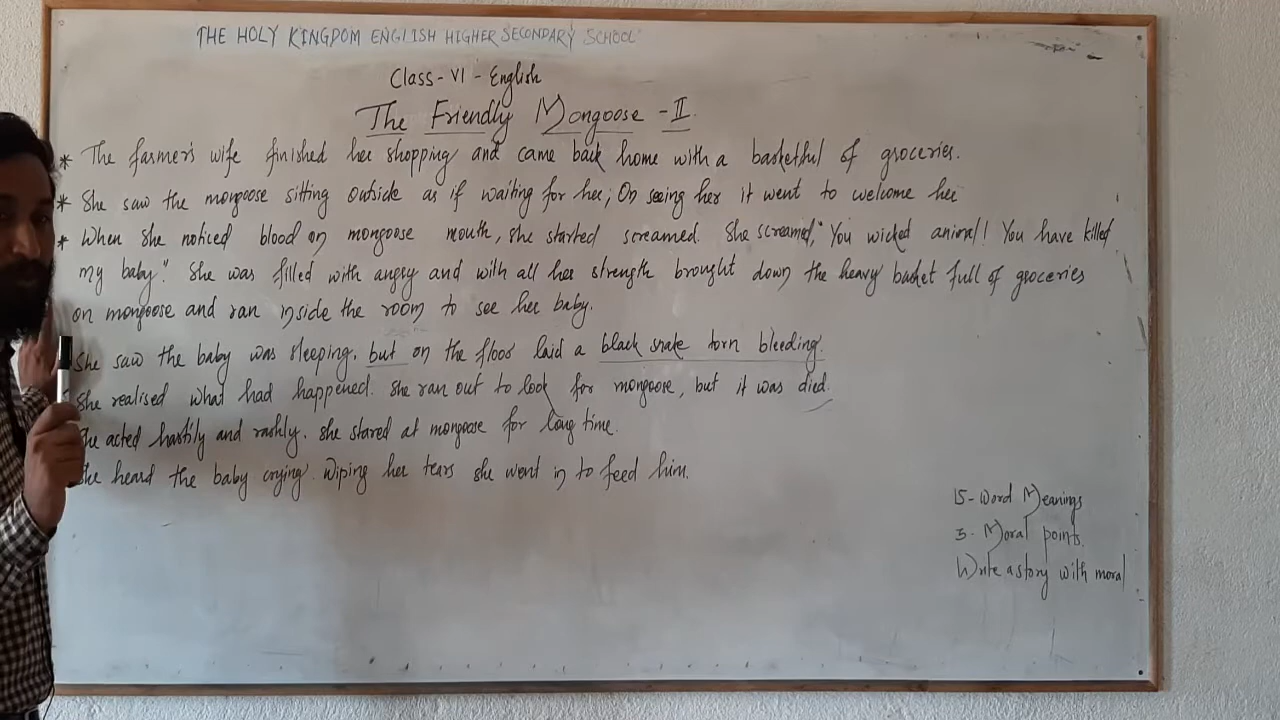 THE HOLY KINGDOM ENGLISH HIGHER SECONDARY SCHOOL
Class - VI - English
The Friendly Mongoose - II
* The farmer's wife finished her shopping and came back home with a basketful of groceries.
* She saw the mongoose sitting outside as if waiting for her; On seeing her it went to welcome her
* When she noticed blood on mongoose mouth, she started screamed. She screamed, "You wicked animal! You have killed
my baby". She was filled with angry and with all her strength brought down the heavy basket full of groceries
on mongoose and ran inside the room to see her baby.
She saw the baby was sleeping, but on the floor laid a black snake torn bleeding.
She realised what had happened. She ran out to look for mongoose, but it was died.
She acted hastily and rashly. She stared at mongoose for long time.
She heard the baby crying. Wiping her tears she went in to feed him.
15 - Word Meanings
3 - Moral points
Write a story with moral